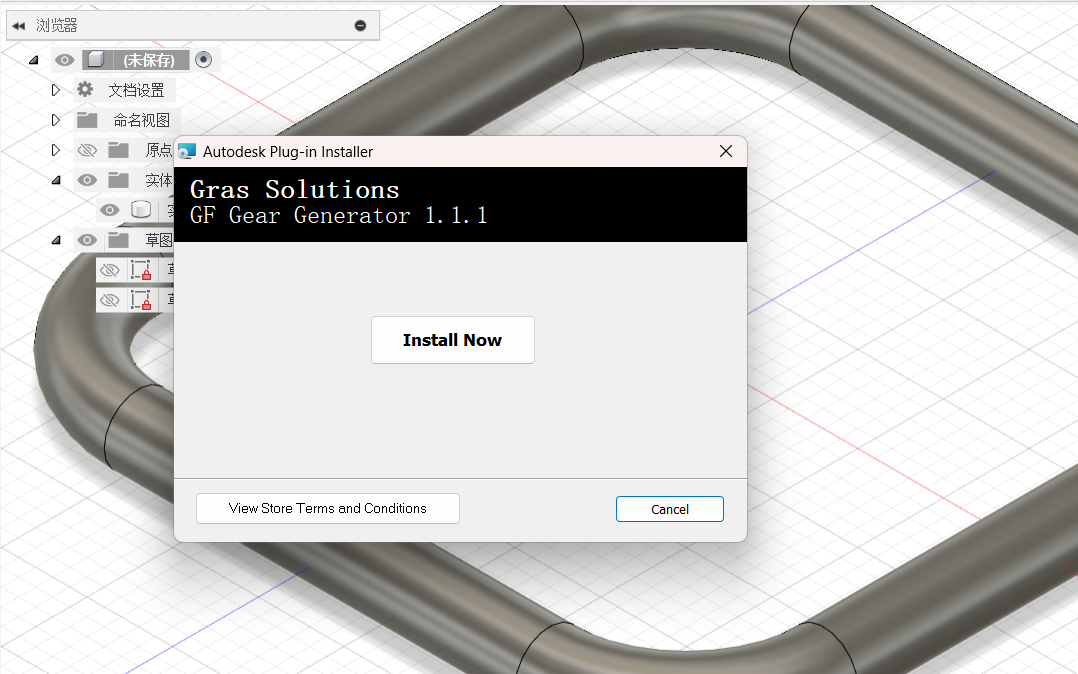 浏览器
(未保存)
文档设置
命名视图
原点
实体
草图
Autodesk Plug-in Installer
Gras Solutions
GF Gear Generator 1.1.1
Install Now
View Store Terms and Conditions
Cancel